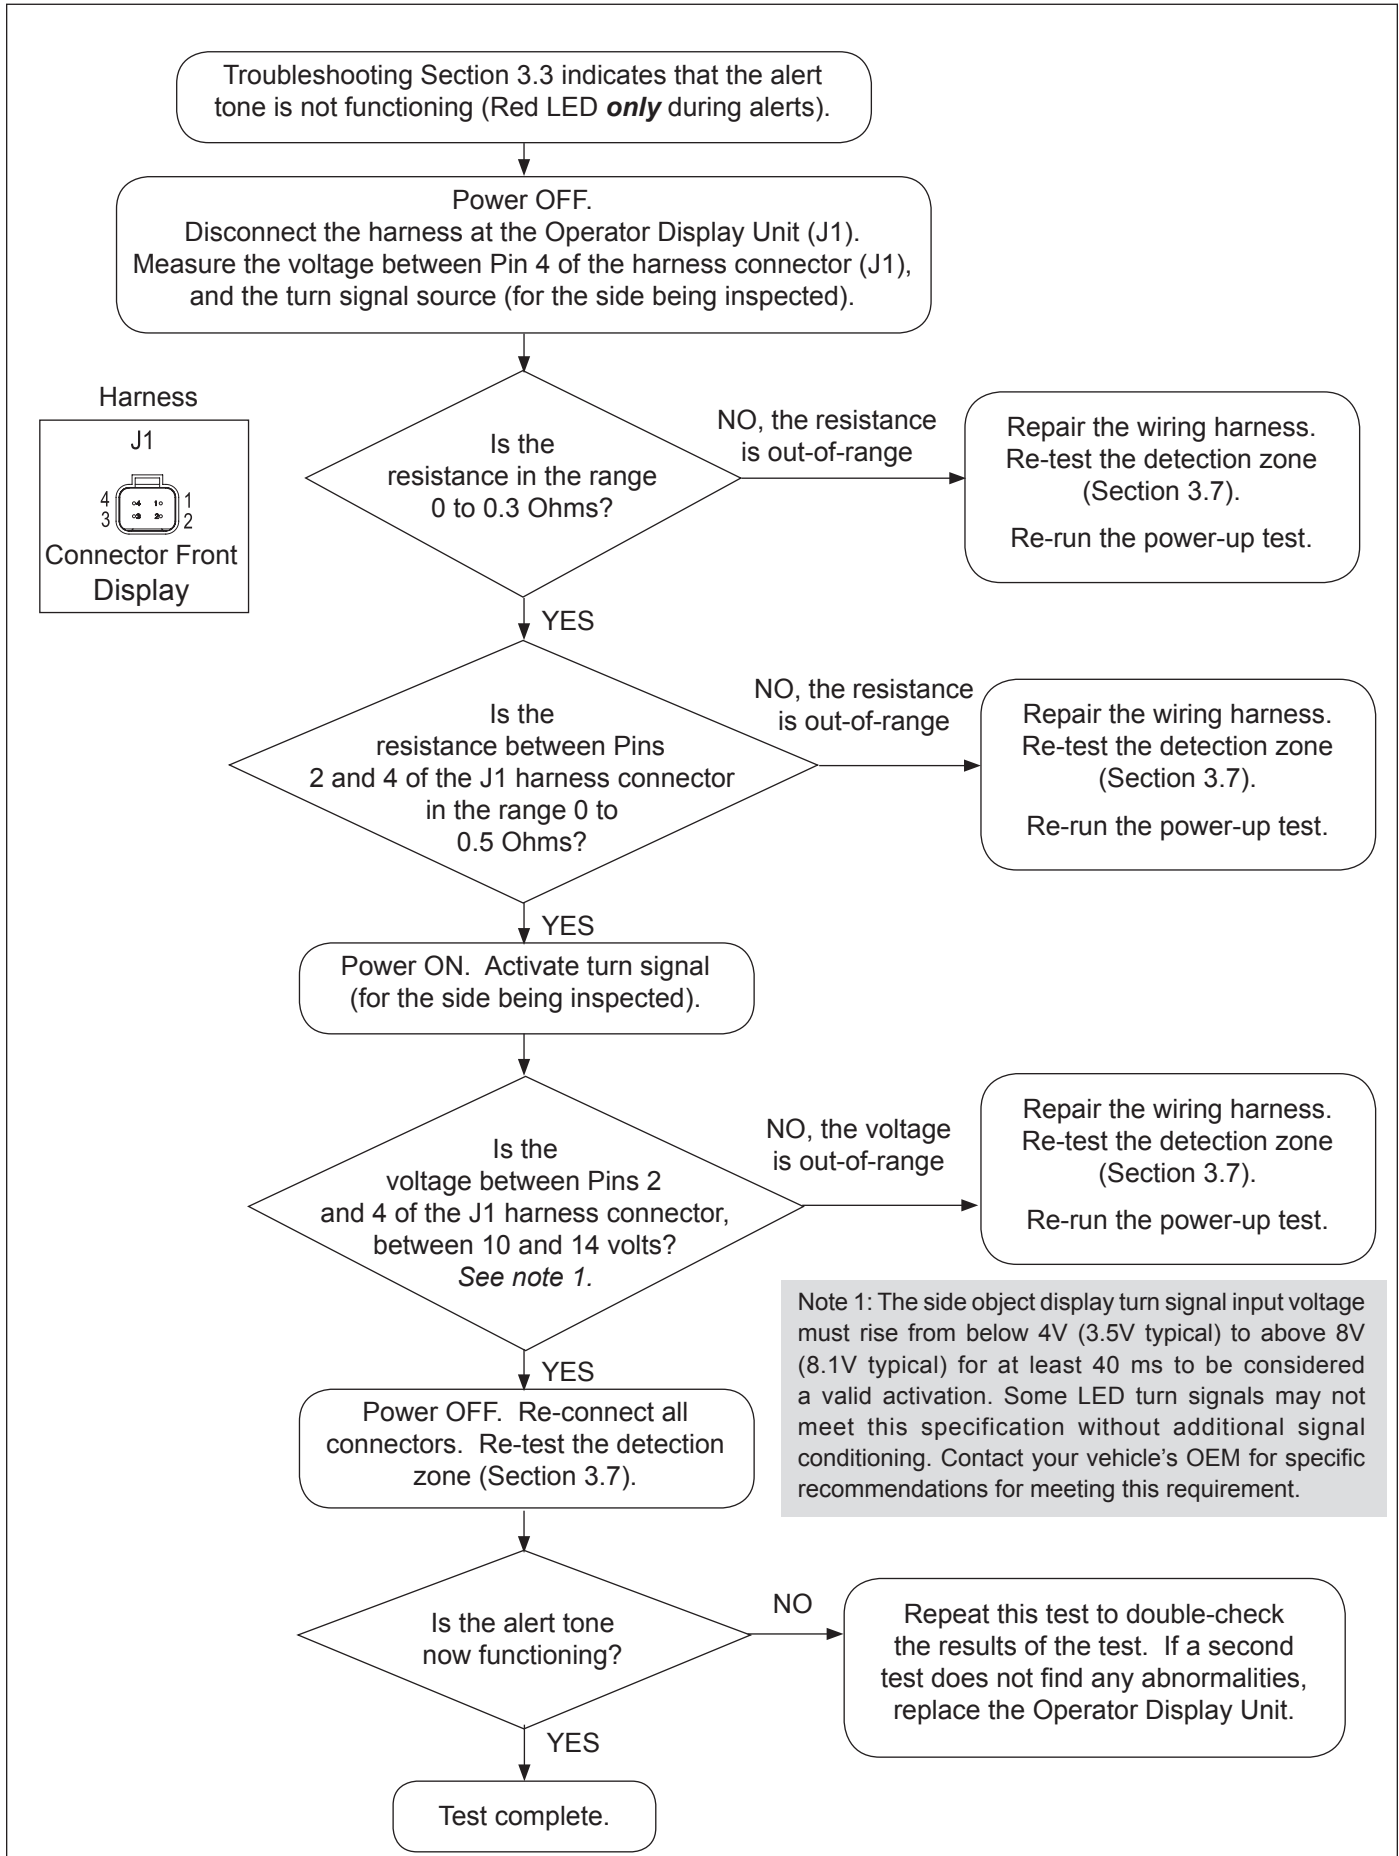 Troubleshooting Section 3.3 indicates that the alert
tone is not functioning (Red LED only during alerts).
Power OFF.
Disconnect the harness at the Operator Display Unit (J1).
Measure the voltage between Pin 4 of the harness connector (J1),
and the turn signal source (for the side being inspected).
Harness
J1
4
3
4 1
3 2
1
2
Connector Front
Display
Is the
resistance in the range
0 to 0.3 Ohms?
NO, the resistance
is out-of-range
Repair the wiring harness.
Re-test the detection zone
(Section 3.7).
Re-run the power-up test.
YES
Is the
resistance between Pins
2 and 4 of the J1 harness connector
in the range 0 to
0.5 Ohms?
NO, the resistance
is out-of-range
Repair the wiring harness.
Re-test the detection zone
(Section 3.7).
Re-run the power-up test.
YES
Power ON.  Activate turn signal
(for the side being inspected).
Is the
voltage between Pins 2
and 4 of the J1 harness connector,
between 10 and 14 volts?
See note 1.
NO, the voltage
is out-of-range
Repair the wiring harness.
Re-test the detection zone
(Section 3.7).
Re-run the power-up test.
Note 1: The side object display turn signal input voltage
must rise from below 4V (3.5V typical) to above 8V
(8.1V typical) for at least 40 ms to be considered
a valid activation. Some LED turn signals may not
meet this specification without additional signal
conditioning. Contact your vehicle’s OEM for specific
recommendations for meeting this requirement.
YES
Power OFF.  Re-connect all
connectors.  Re-test the detection
zone (Section 3.7).
Is the alert tone
now functioning?
NO
Repeat this test to double-check
the results of the test.  If a second
test does not find any abnormalities,
replace the Operator Display Unit.
YES
Test complete.